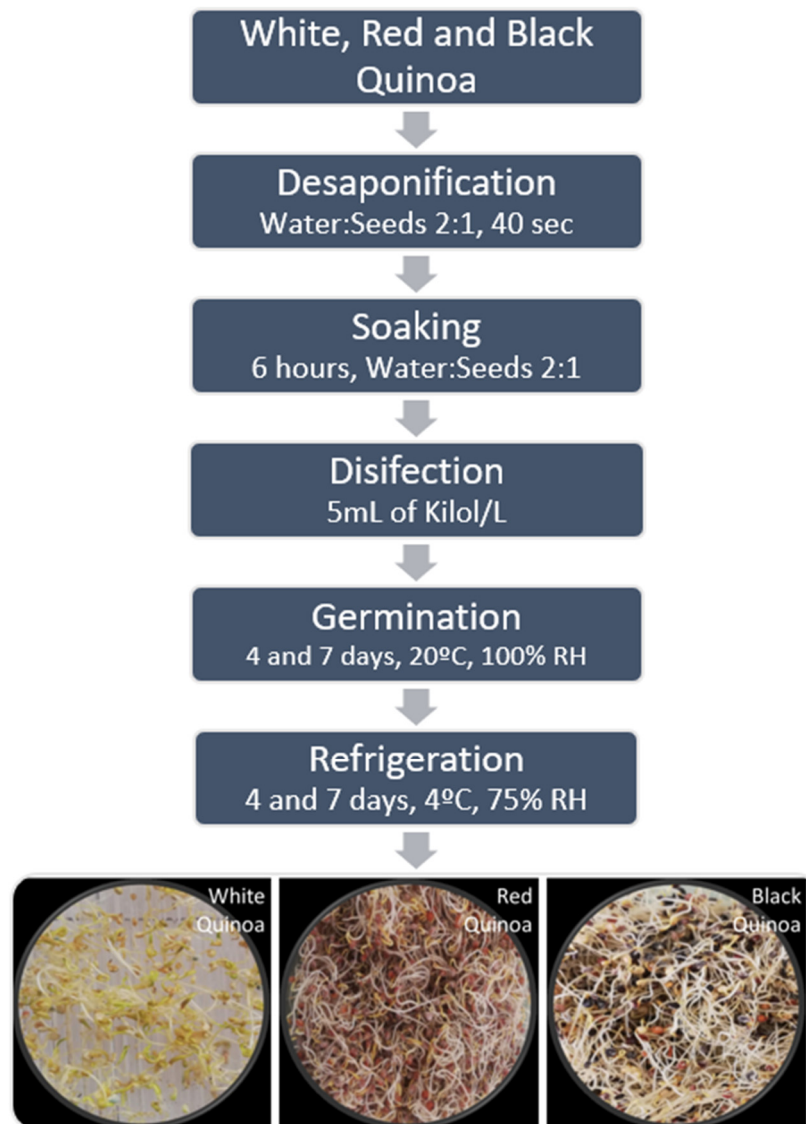 White, Red and Black
Quinoa
Desaponification
Water:Seeds 2:1, 40 sec
Soaking
6 hours, Water:Seeds 2:1
Disifection
5mL of Kilol/L
Germination
4 and 7 days, 20ºC, 100% RH
Refrigeration
4 and 7 days, 4ºC, 75% RH
White
Quinoa
Red
Quinoa
Black
Quinoa